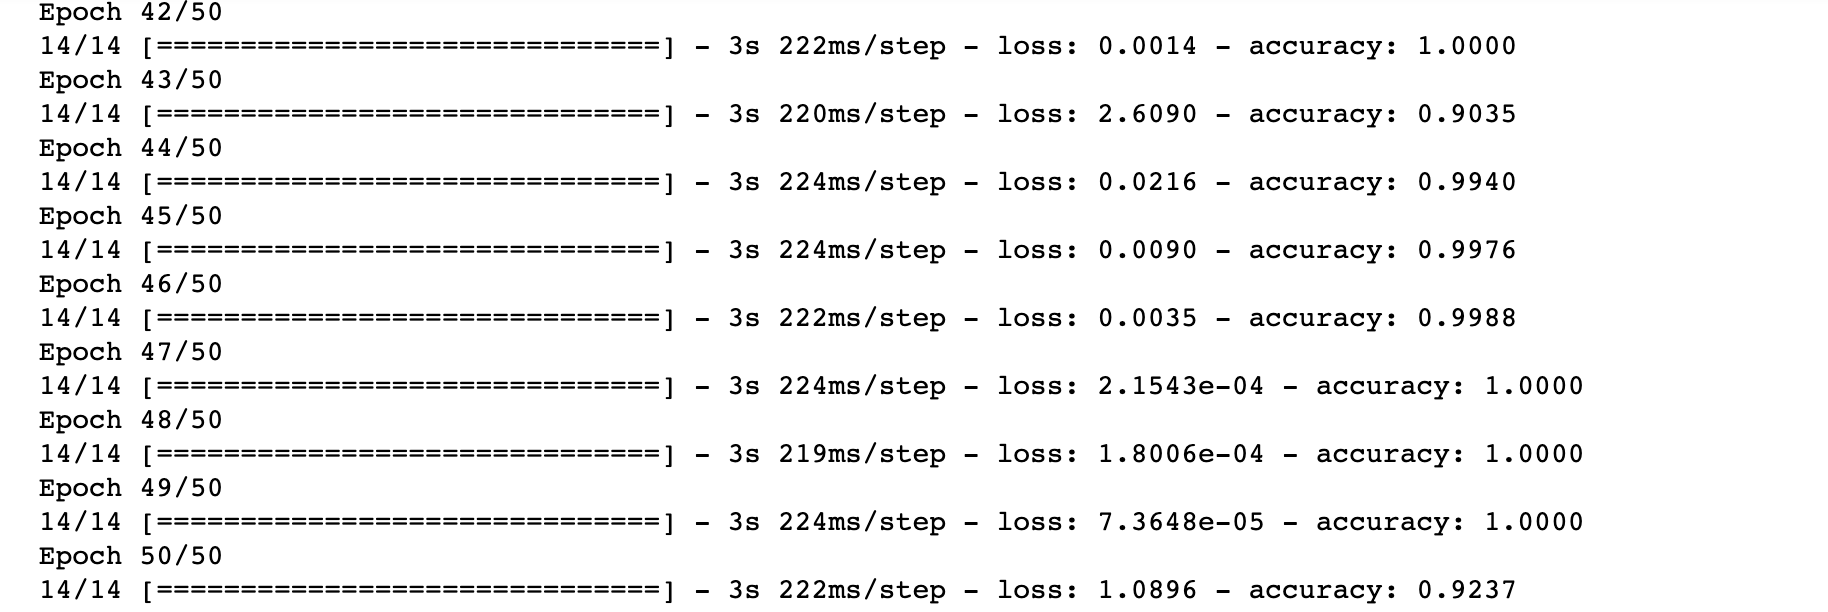 Epoch 42/50
14/14 [==============================] - 3s 222ms/step - loss: 0.0014 - accuracy: 1.0000
Epoch 43/50
14/14 [==============================] - 3s 220ms/step - loss: 2.6090 - accuracy: 0.9035
Epoch 44/50
14/14 [==============================] - 3s 224ms/step - loss: 0.0216 - accuracy: 0.9940
Epoch 45/50
14/14 [==============================] - 3s 224ms/step - loss: 0.0090 - accuracy: 0.9976
Epoch 46/50
14/14 [==============================] - 3s 222ms/step - loss: 0.0035 - accuracy: 0.9988
Epoch 47/50
14/14 [==============================] - 3s 224ms/step - loss: 2.1543e-04 - accuracy: 1.0000
Epoch 48/50
14/14 [==============================] - 3s 219ms/step - loss: 1.8006e-04 - accuracy: 1.0000
Epoch 49/50
14/14 [==============================] - 3s 224ms/step - loss: 7.3648e-05 - accuracy: 1.0000
Epoch 50/50
14/14 [==============================] - 3s 222ms/step - loss: 1.0896 - accuracy: 0.9237